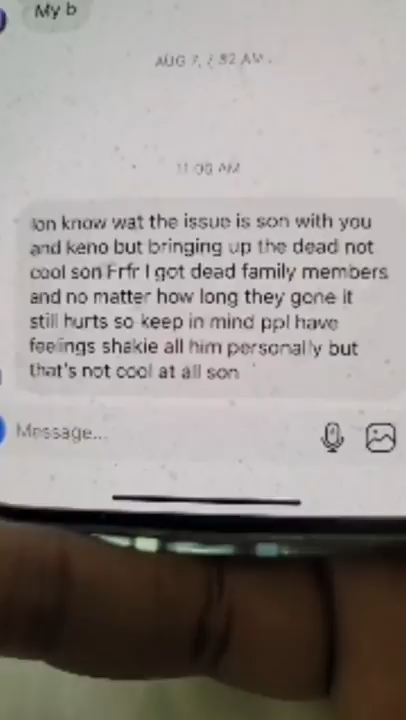 My b
AUG 7,
11:09 AM
Ion know wat the issue is son with you
and keno but bringing up the dead not
cool son Frfr I got dead family members
and no matter how long they gone it
still hurts so keep in mind ppl have
feelings shakie all him personally but
that's not cool at all son
Message...